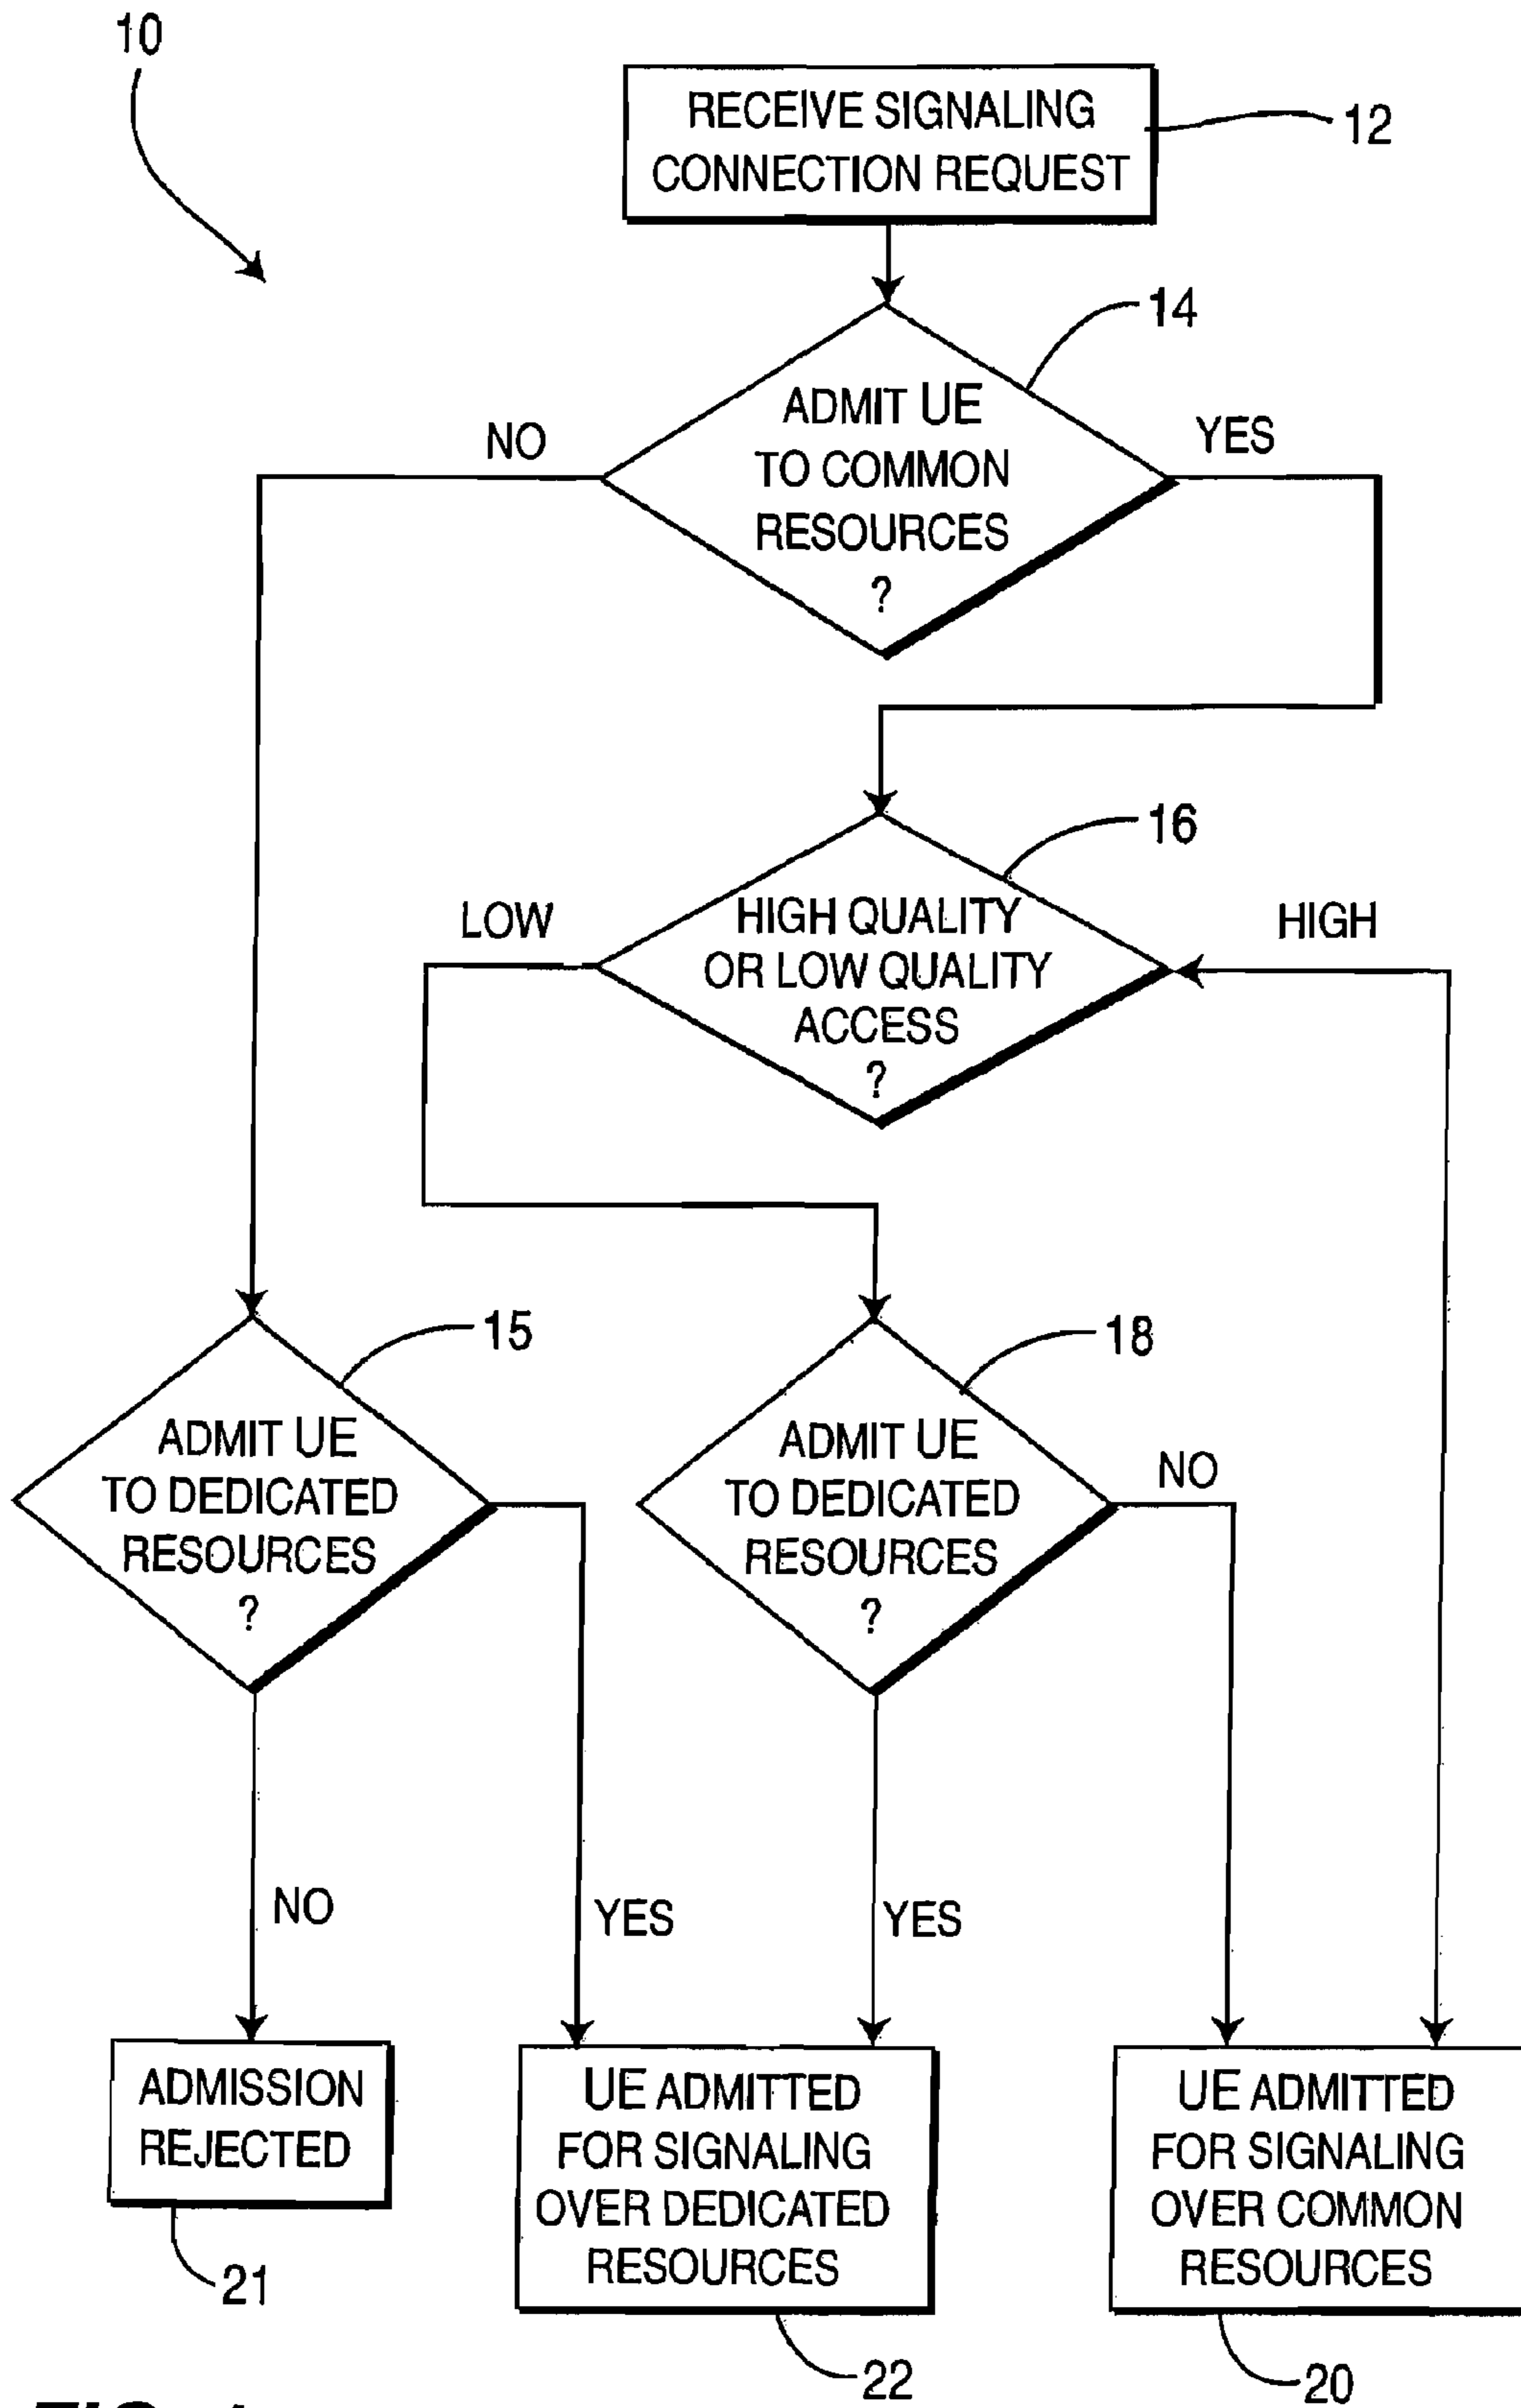 10
RECEIVE SIGNALING
CONNECTION REQUEST
12
14
ADMIT UE
TO COMMON
RESOURCES
?
NO
YES
16
HIGH QUALITY
OR LOW QUALITY
ACCESS
?
LOW
HIGH
15
ADMIT UE
TO DEDICATED
RESOURCES
?
18
ADMIT UE
TO DEDICATED
RESOURCES
?
NO
NO
YES
YES
ADMISSION
REJECTED
21
UE ADMITTED
FOR SIGNALING
OVER DEDICATED
RESOURCES
22
UE ADMITTED
FOR SIGNALING
OVER COMMON
RESOURCES
20